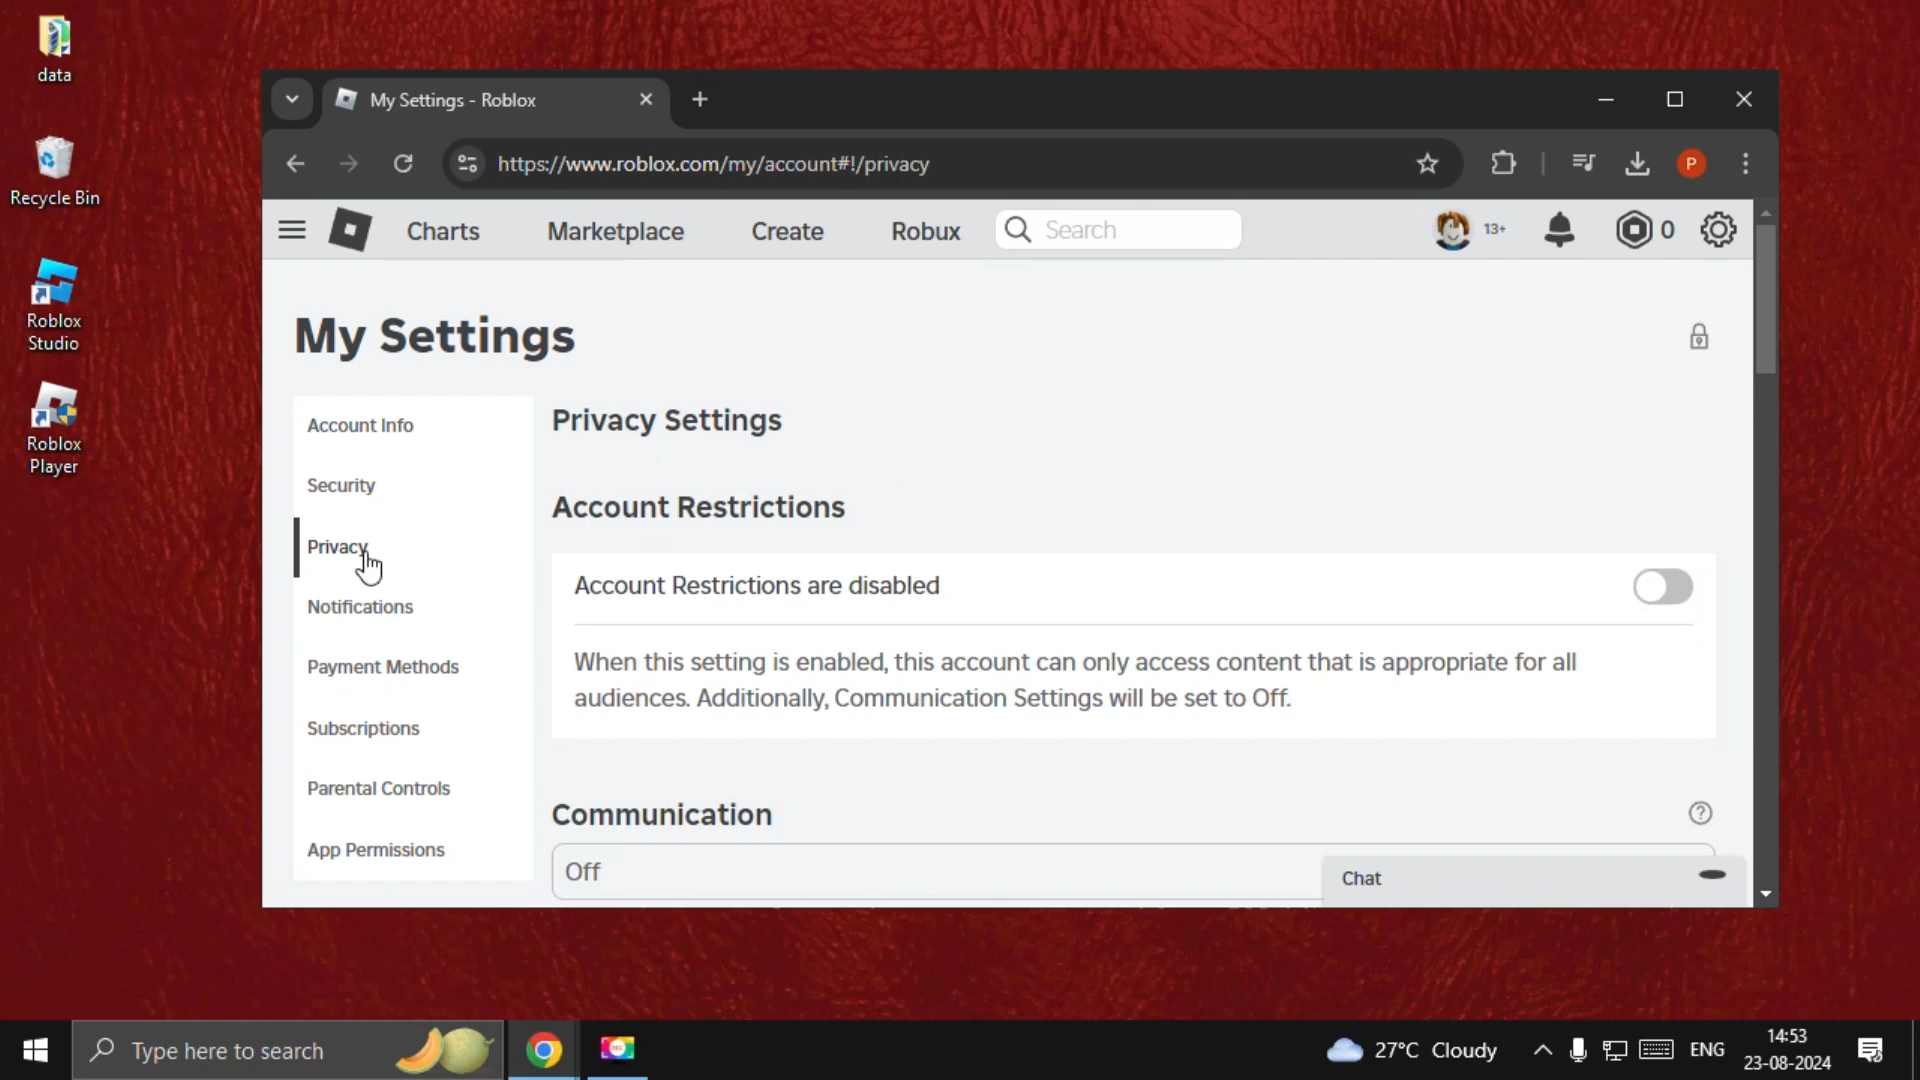 data
Recycle Bin
Roblox
Studio
Roblox
Player
My Settings - Roblox
https://www.roblox.com/my/account#!/privacy
P
Charts
Marketplace
Create
Robux
Search
13+
0
My Settings
Account Info
Security
Privacy
Notifications
Payment Methods
Subscriptions
Parental Controls
App Permissions
Privacy Settings
Account Restrictions
Account Restrictions are disabled
When this setting is enabled, this account can only access content that is appropriate for all
audiences. Additionally, Communication Settings will be set to Off.
Communication
Off
Chat
Type here to search
27°C Cloudy
ENG
14:53
23-08-2024